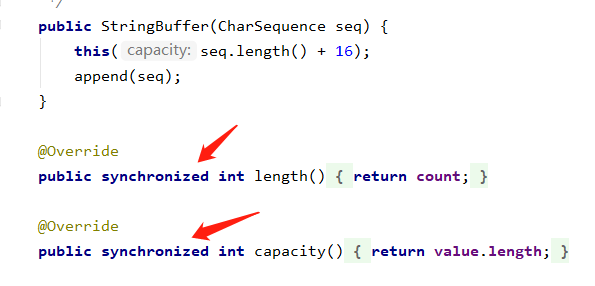 */
public StringBuffer(CharSequence seq) {
this( capacity: seq.length() + 16);
append(seq);
}
@Override
public synchronized int length() { return count; }
@Override
public synchronized int capacity() { return value.length; }